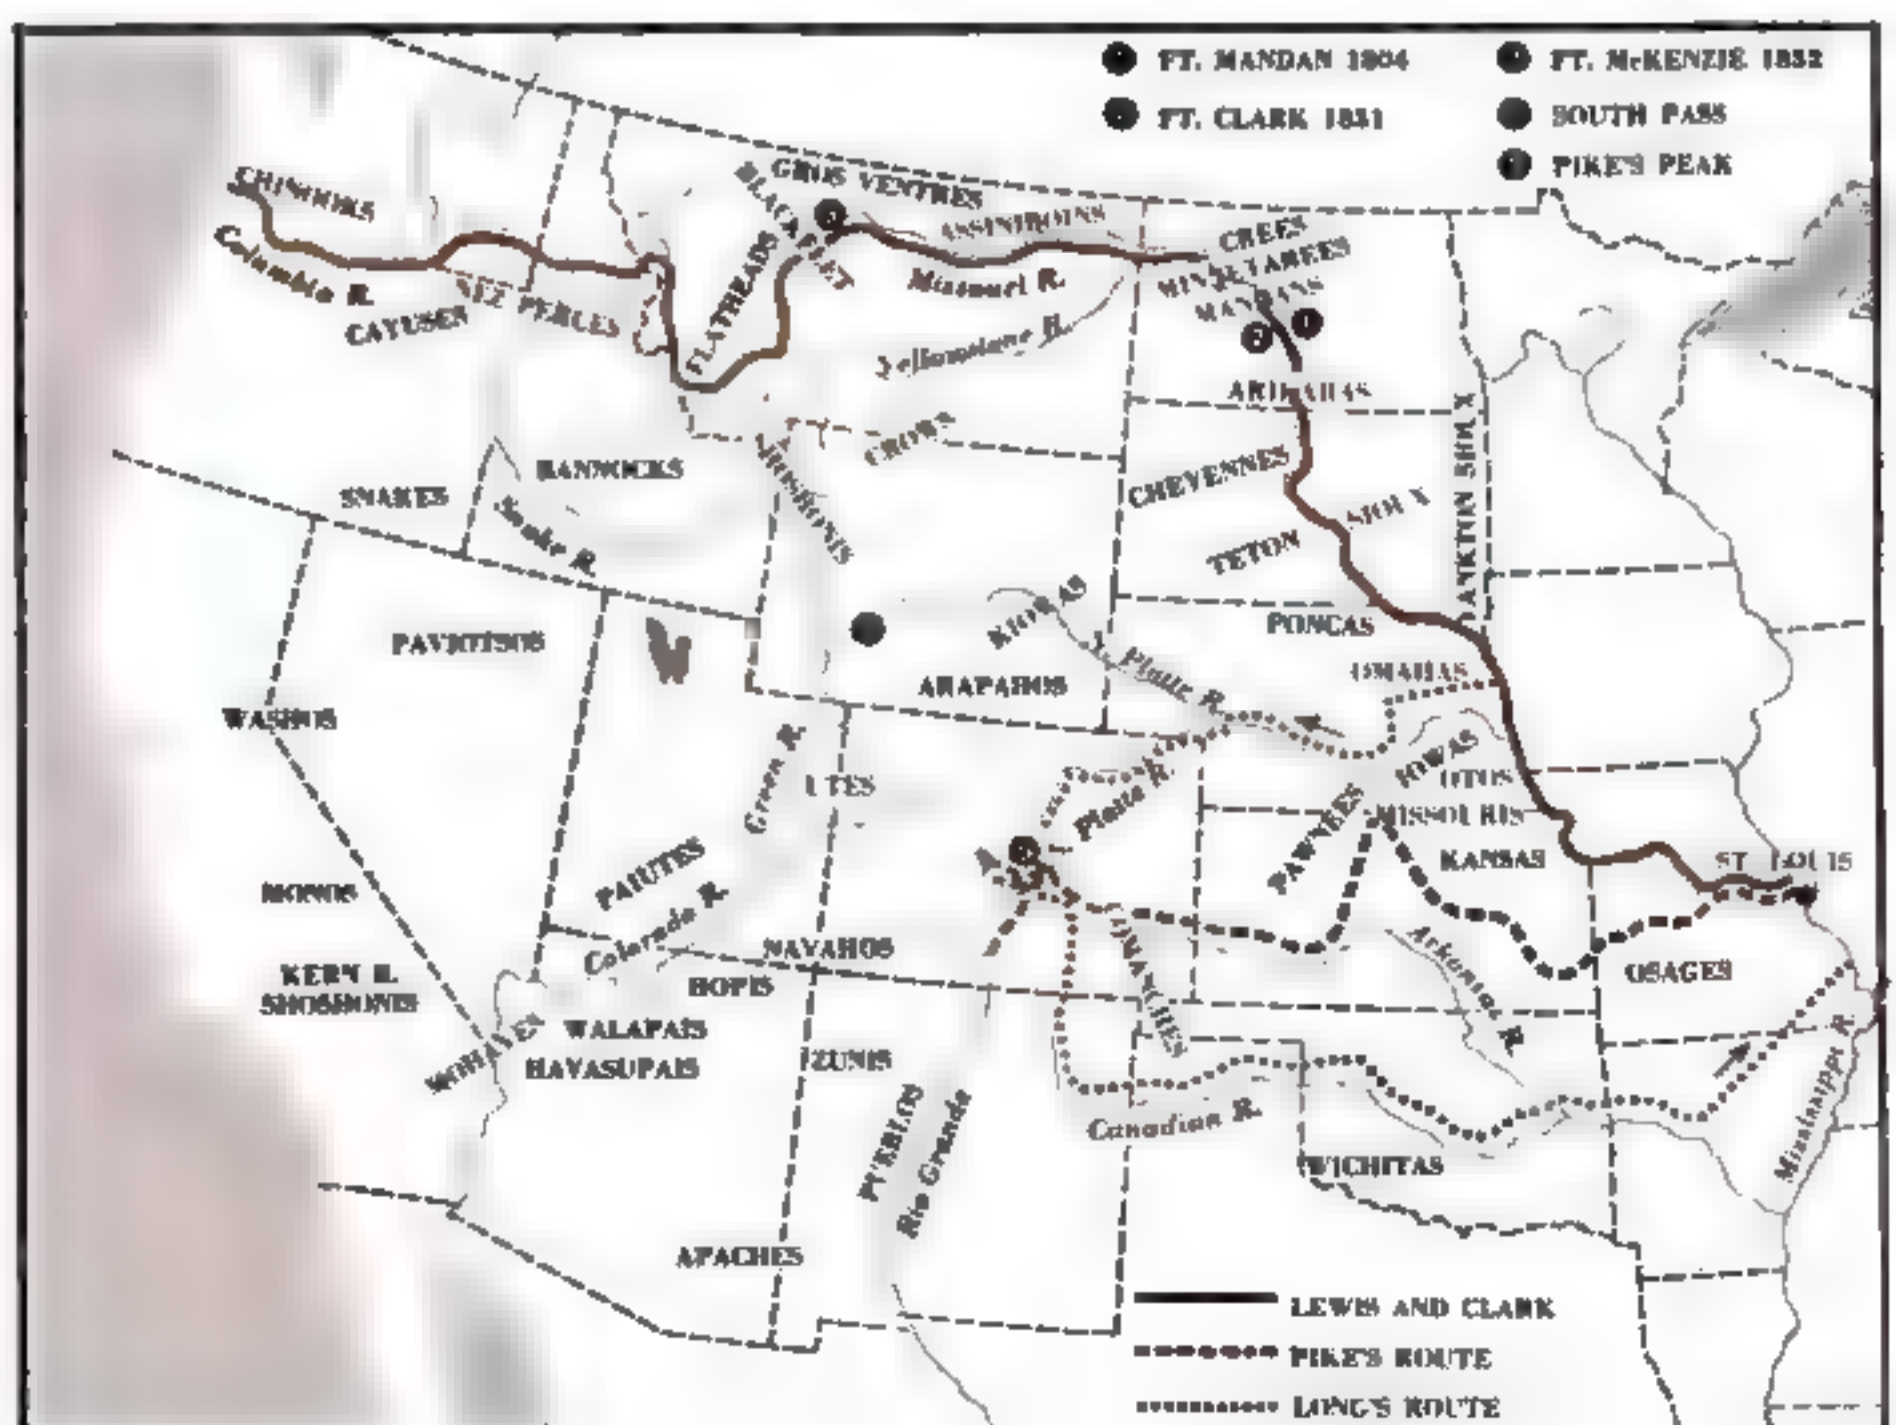 FT. MANDAN 1804
FT. McKENZIE 1832
FT. CLARK 1831
SOUTH PASS
PIKE'S PEAK
CHINOOKS
Columbia R.
CAYUSES
NEZ PERCES
FLATHEADS
BLACKFEET
GROS VENTRES
ASSINIBOINS
Missouri R.
Yellowstone R.
CREES
MINNETAREES
MANDANS
ARIKARAS
CROWS
SHOSHONIS
BANNOCKS
SNAKES
Snake R.
CHEYENNES
TETON SIOUX
YANKTON SIOUX
PONCAS
OMAHAS
KIOWAS
N. Platte R.
ARAPAHOS
PAVIOTSOS
WASHOS
Green R.
UTES
Platte R.
IOWAS
OTOS
MISSOURIS
PAWNEES
KANSAS
ST. LOUIS
PAIUTES
Colorado R.
MONOS
KERN R.
SHOSHONIS
NAVAHOS
HOPIS
COMANCHES
Arkansas R.
OSAGES
MOHAVES
WALAPAIS
HAVASUPAIS
ZUNIS
PUEBLOS
Rio Grande
Canadian R.
WICHITAS
Mississippi R.
APACHES
LEWIS AND CLARK
PIKE'S ROUTE
LONG'S ROUTE